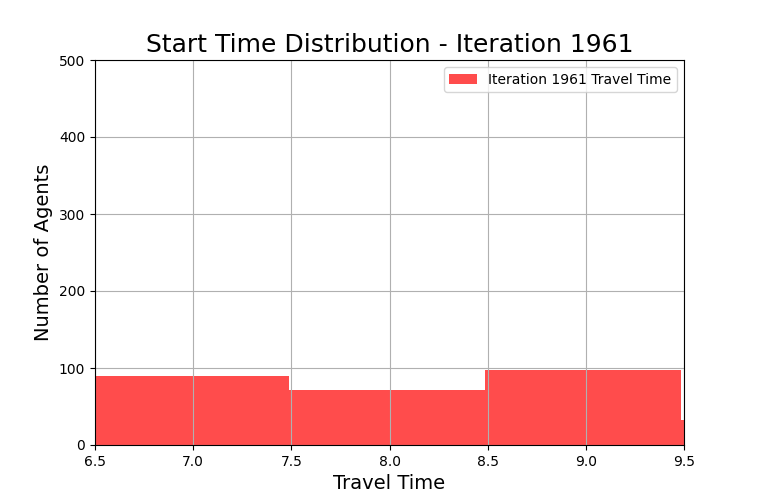 Start Time Distribution - Iteration 1961
Iteration 1961 Travel Time
Number of Agents
500
400
300
200
100
0
6.5 7.0 7.5 8.0 8.5 9.0 9.5
Travel Time